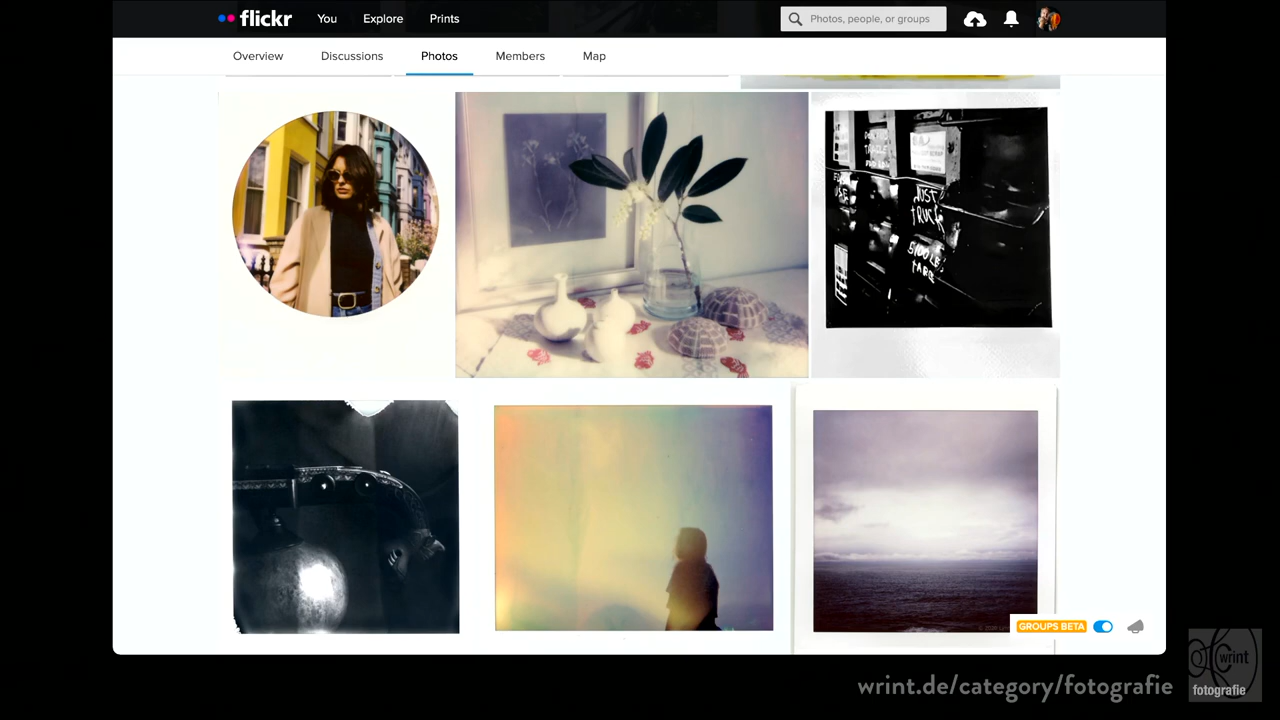 flickr
You
Explore
Prints
Photos, people, or groups
Overview
Discussions
Photos
Members
Map
MOST
TRUCK
GROUPS BETA
wrint.de/category/fotografie
wrint
fotografie